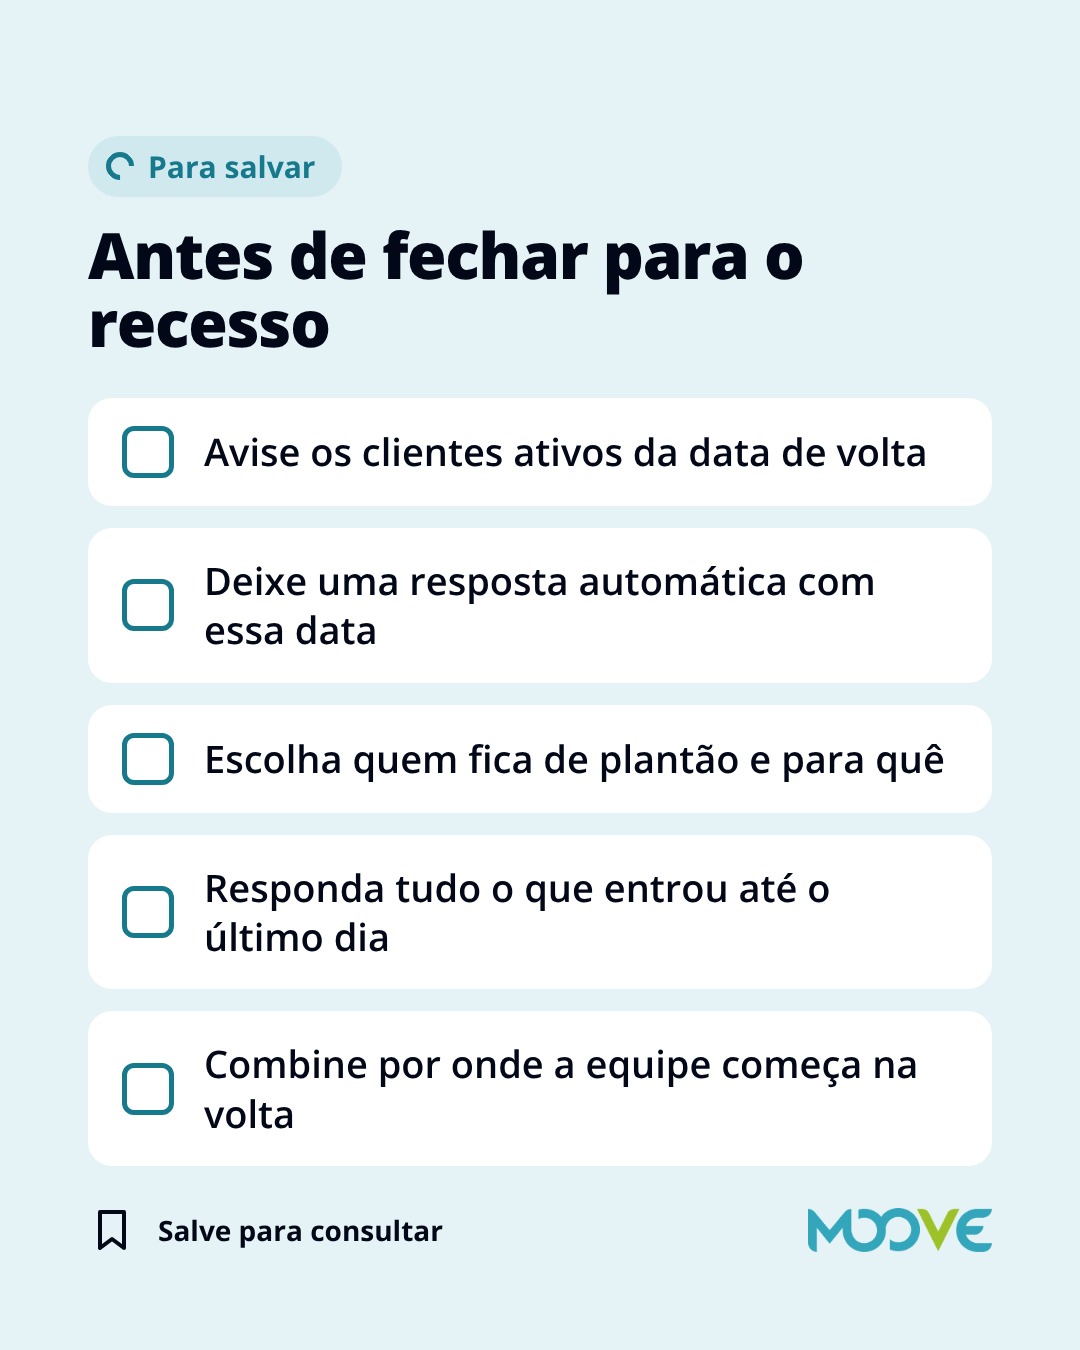 Para salvar
Antes de fechar para o
recesso
Avise os clientes ativos da data de volta
Deixe uma resposta automática com
essa data
Escolha quem fica de plantão e para quê
Responda tudo o que entrou até o
último dia
Combine por onde a equipe começa na
volta
Salve para consultar
MOOVE